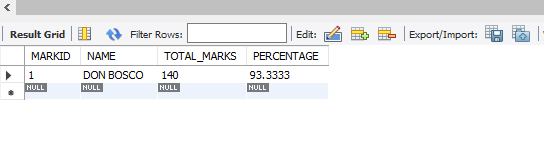 Result Grid Filter Rows: Edit: Export/Import:
MARKID NAME TOTAL_MARKS PERCENTAGE
1 DON BOSCO 140 93.3333
NULL NULL NULL NULL